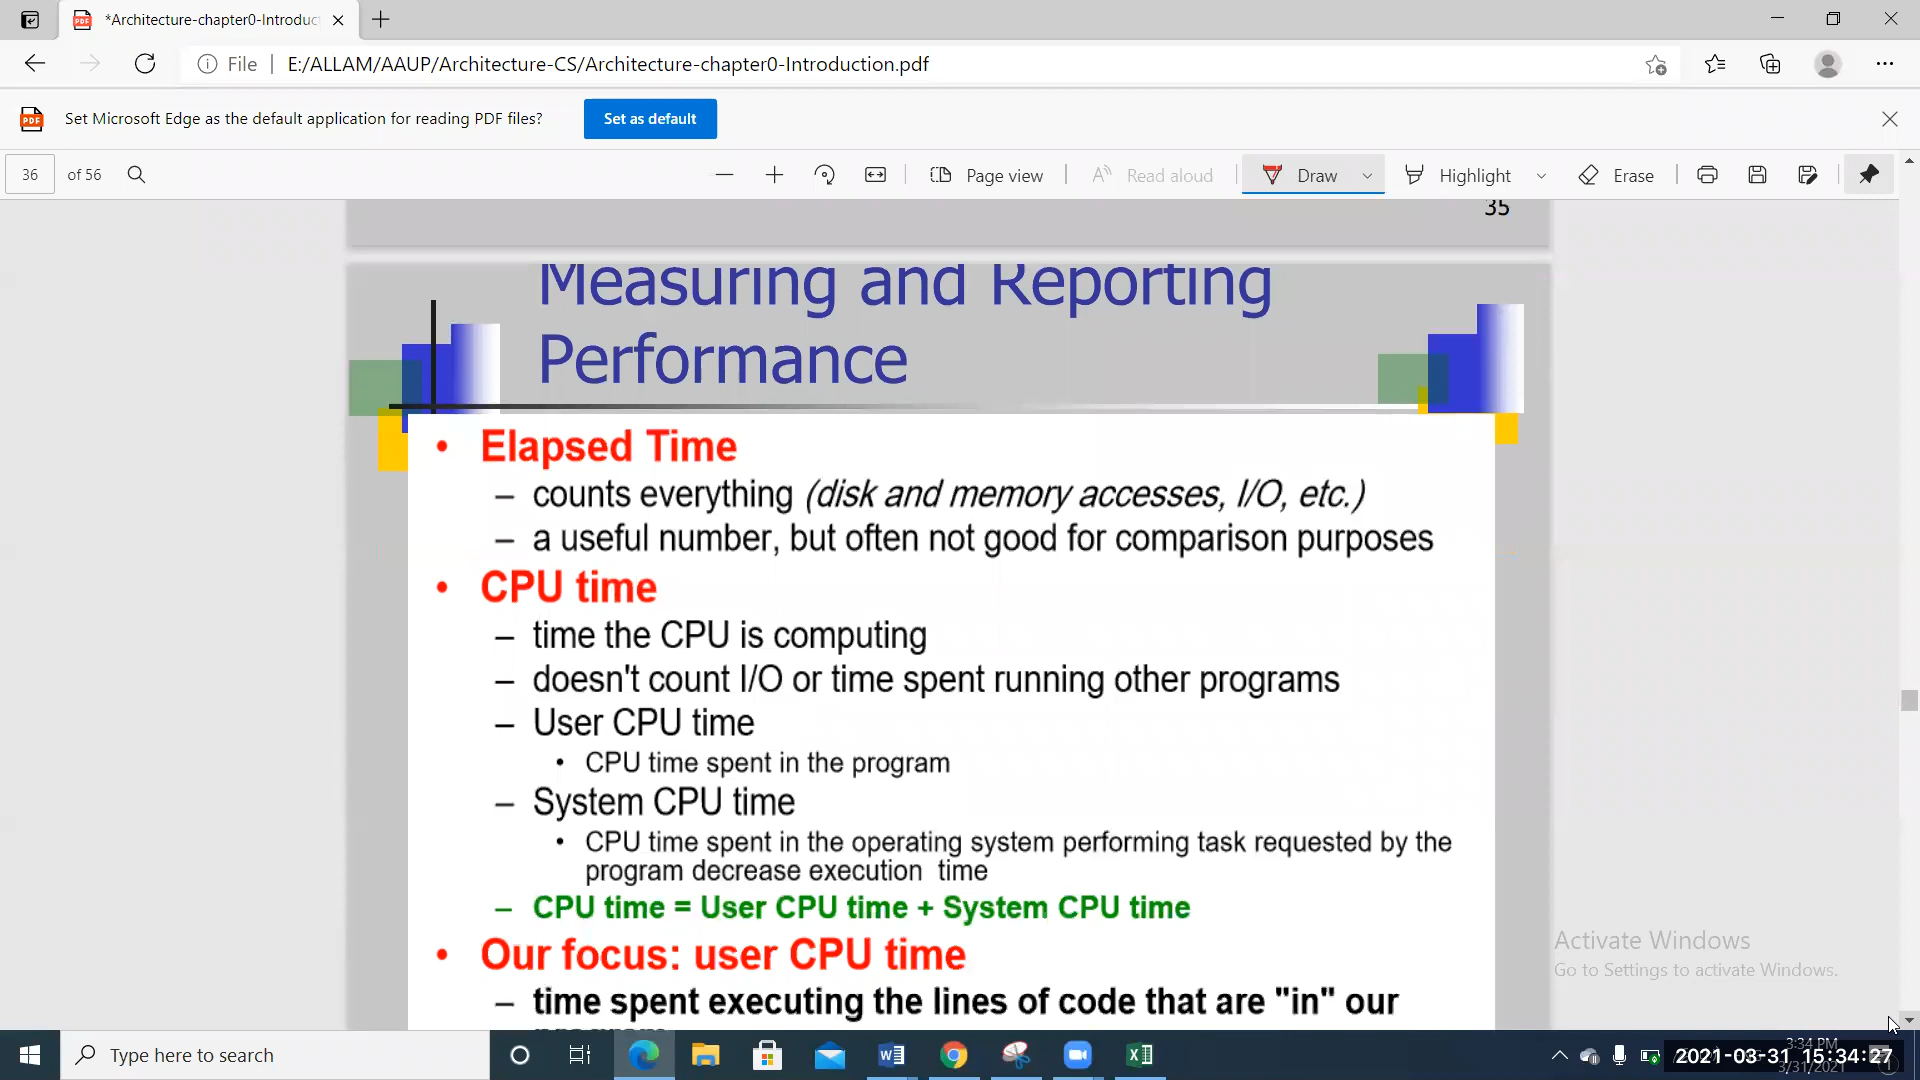 *Architecture-chapter0-Introduc
File
E:/ALLAM/AAUP/Architecture-CS/Architecture-chapter0-Introduction.pdf
PDF
Set Microsoft Edge as the default application for reading PDF files?
Set as default
36
of 56
Page view
Read aloud
Draw
Highlight
Erase
35
Measuring and Reporting
Performance
• Elapsed Time
– counts everything (disk and memory accesses, I/O, etc.)
– a useful number, but often not good for comparison purposes
• CPU time
– time the CPU is computing
– doesn't count I/O or time spent running other programs
– User CPU time
• CPU time spent in the program
– System CPU time
• CPU time spent in the operating system performing task requested by the
program decrease execution time
– CPU time = User CPU time + System CPU time
• Our focus: user CPU time
– time spent executing the lines of code that are "in" our
Activate Windows
Go to Settings to activate Windows.
Type here to search
3:34 PM
2021-03-31 15:34:27
3/31/2021